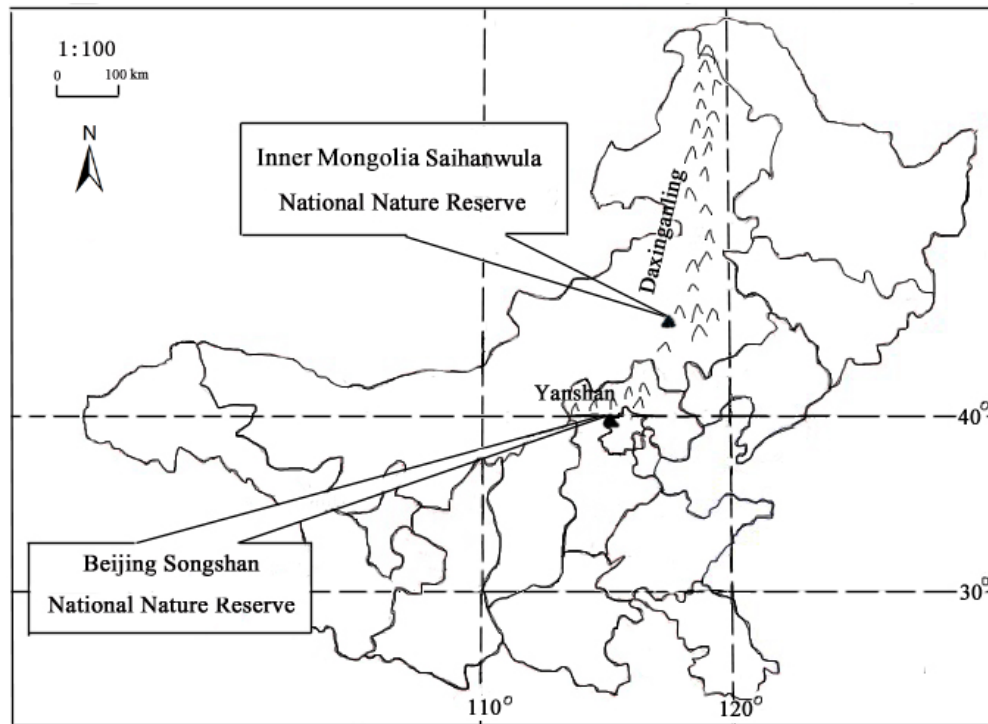 1:100
0 100 km
N
Inner Mongolia Saihanwula
National Nature Reserve
Daxinganling
Yanshan
40°
Beijing Songshan
National Nature Reserve
30°
110°
120°